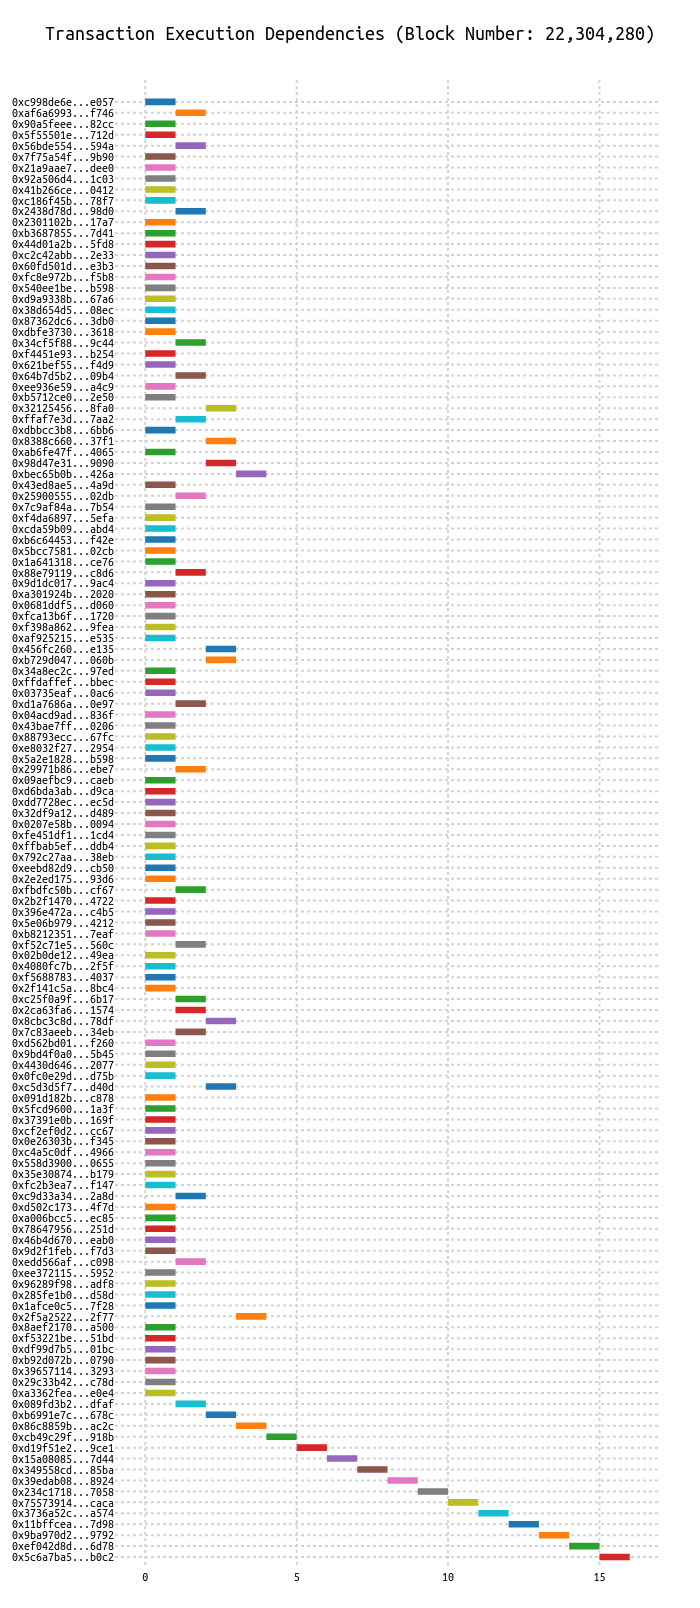 Transaction Execution Dependencies (Block Number: 22,304,280)
0xc998de6e...e057
0xaf6a6993...f746
0x90a5feee...82cc
0x5f55501e...712d
0x56bde554...594a
0x7f75a54f...9b90
0x21a9aae7...dee0
0x92a506d4...1c03
0x41b266ce...0412
0xc186f45b...78f7
0x2438d78d...98d0
0x2301102b...17a7
0xb3687855...7d41
0x44d01a2b...5fd8
0xc2c42abb...2e33
0x60fd501d...e3b3
0xfc8e972b...f5b8
0x540ee1be...b598
0xd9a9338b...67a6
0x38d654d5...08ec
0x87362dc6...3db0
0xdbfe3730...3618
0x34cf5f88...9c44
0xf4451e93...b254
0x621bef55...f4d9
0x64b7d5b2...09b4
0xee936e59...a4c9
0xb5712ce0...2e50
0x32125456...8fa0
0xffaf7e3d...7aa2
0xdbbcc3b8...6bb6
0x8388c660...37f1
0xab6fe47f...4065
0x98d47e31...9090
0xbec65b0b...426a
0x43ed8ae5...4a9d
0x25900555...02db
0x7c9af84a...7b54
0xf4da6897...5efa
0xcda59b09...abd4
0xb6c64453...f42e
0x5bcc7581...02cb
0x1a641318...ce76
0x88e79119...c8d6
0x9d1dc017...9ac4
0xa301924b...2020
0x0681ddf5...d060
0xfca13b6f...1720
0xf398a862...9fea
0xaf925215...e535
0x456fc260...e135
0xb729d047...060b
0x34a8ec2c...97ed
0xffdaffef...bbec
0x03735eaf...0ac6
0xd1a7686a...0e97
0x04acd9ad...836f
0x43bae7ff...0206
0x88793ecc...67fc
0xe8032f27...2954
0x5a2e1828...b598
0x29971b86...ebe7
0x09aefbc9...caeb
0xd6bda3ab...d9ca
0xdd7728ec...ec5d
0x32df9a12...d489
0x0207e58b...0094
0xfe451df1...1cd4
0xffbab5ef...ddb4
0x792c27aa...38eb
0xeebd82d9...cb50
0x2e2ed175...93d6
0xfbdfc50b...cf67
0x2b2f1470...4722
0x396e472a...c4b5
0x5e06b979...4212
0xb8212351...7eaf
0xf52c71e5...560c
0x02b0de12...49ea
0x4080fc7b...2f5f
0xf5688783...4037
0x2f141c5a...8bc4
0xc25f0a9f...6b17
0x2ca63fa6...1574
0x8cbc3c8d...78df
0x7c83aeeb...34eb
0xd562bd01...f260
0x9bd4f0a0...5b45
0x4430d646...2077
0x0fc0e29d...d75b
0xc5d3d5f7...d40d
0x091d182b...c878
0x5fcd9600...1a3f
0x37391e0b...169f
0xcf2ef0d2...cc67
0x0e26303b...f345
0xc4a5c0df...4966
0x558d3900...0655
0x35e30874...b179
0xfc2b3ea7...f147
0xc9d33a34...2a8d
0xd502c173...4f7d
0xa006bcc5...ec85
0x78647956...251d
0x46b4d670...eab0
0x9d2f1feb...f7d3
0xedd566af...c098
0xee372115...5952
0x96289f98...adf8
0x285fe1b0...d58d
0x1afce0c5...7f28
0x2f5a2522...2f77
0x8aef2170...a500
0xf53221be...51bd
0xdf99d7b5...01bc
0xb92d072b...0790
0x39657114...3293
0x29c33b42...c78d
0xa3362fea...e0e4
0x089fd3b2...dfaf
0xb6991e7c...678c
0x86c8859b...ac2c
0xcb49c29f...918b
0xd19f51e2...9ce1
0x15a08085...7d44
0x349558cd...85ba
0x39edab08...8924
0x234c1718...7058
0x75573914...caca
0x3736a52c...a574
0x11bffcea...7d98
0x9ba970d2...9792
0xef042d8d...6d78
0x5c6a7ba5...b0c2
0 5 10 15